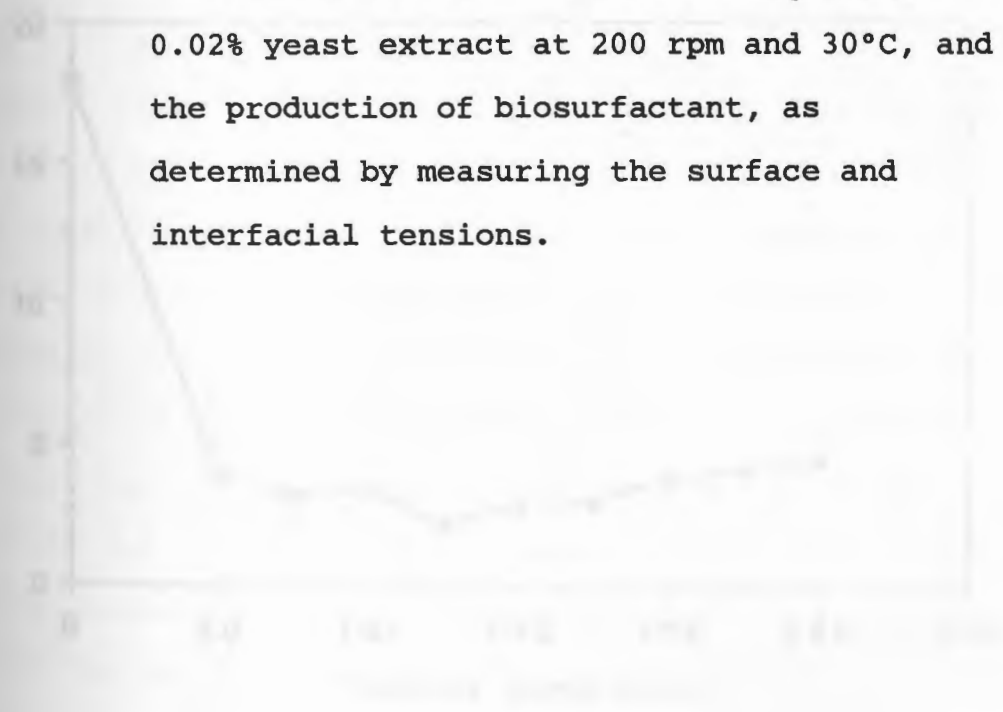 0.02% yeast extract at 200 rpm and 30°C, and
the production of biosurfactant, as
determined by measuring the surface and
interfacial tensions.